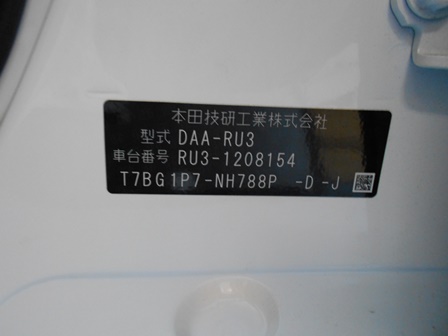 本田技研工業株式会社
型式 DAA-RU3
車台番号 RU3-1208154
T7BG1P7-NH788P -D-J